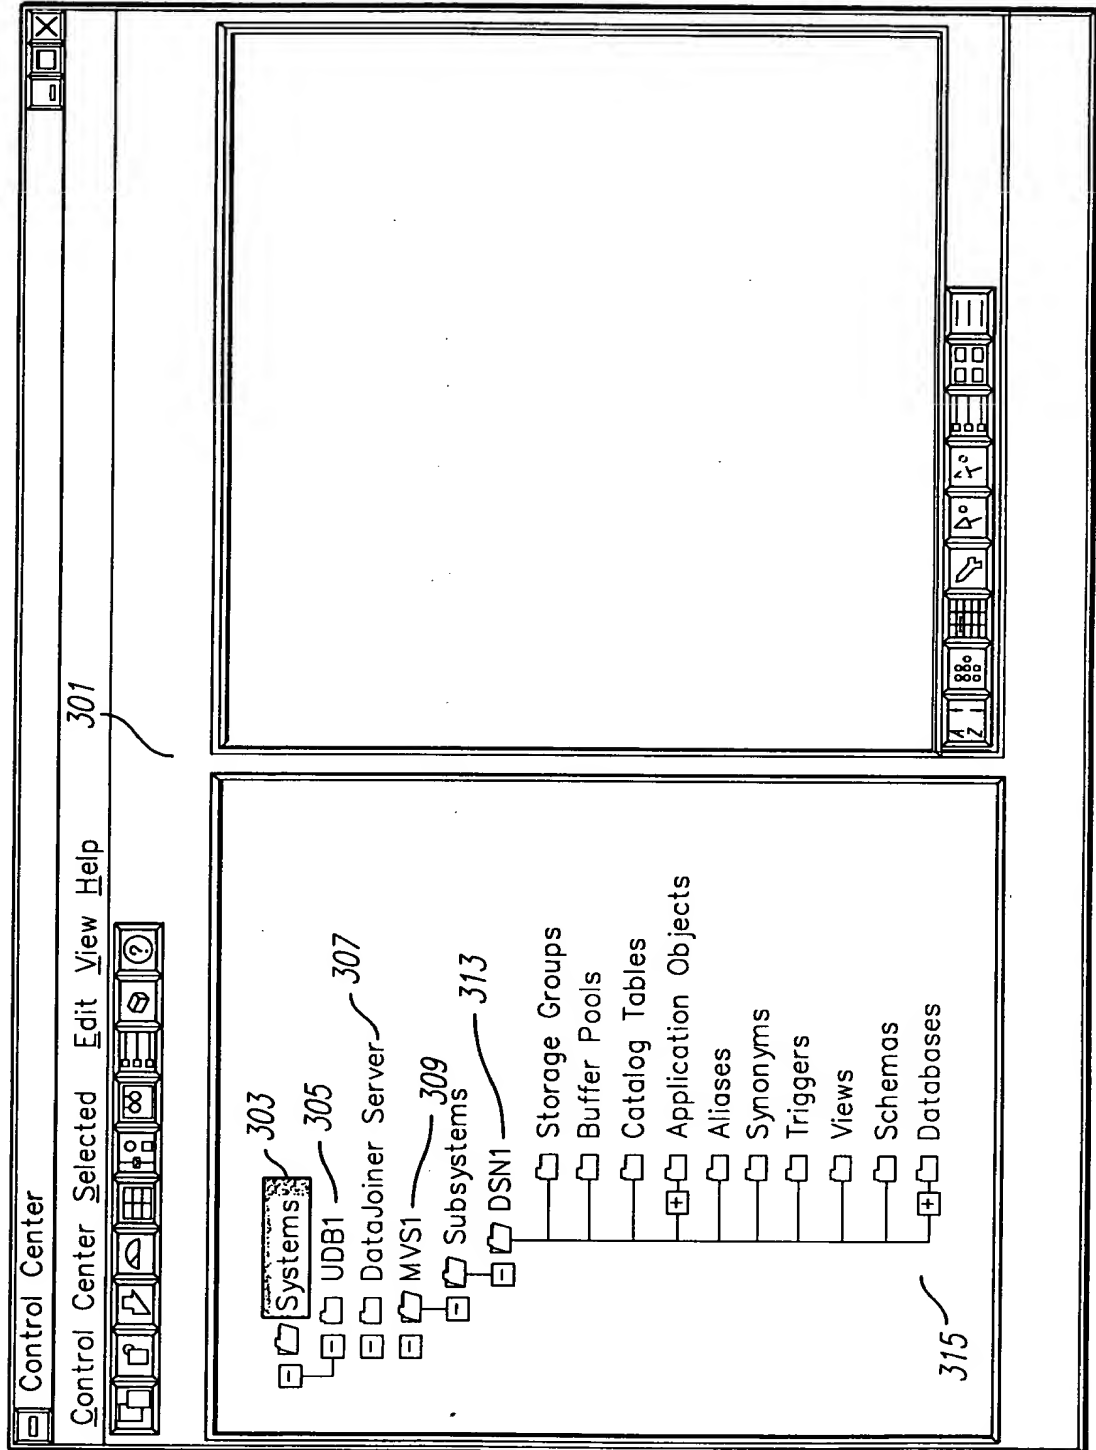 Control Center
Control Center Selected Edit View Help
301
Systems 303
UDB1 305
DataJoiner Server 307
MVS1 309
Subsystems
DSN1 313
Storage Groups
Buffer Pools
Catalog Tables
Application Objects
Aliases
Synonyms
Triggers
Views
Schemas
Databases
315
A
Z